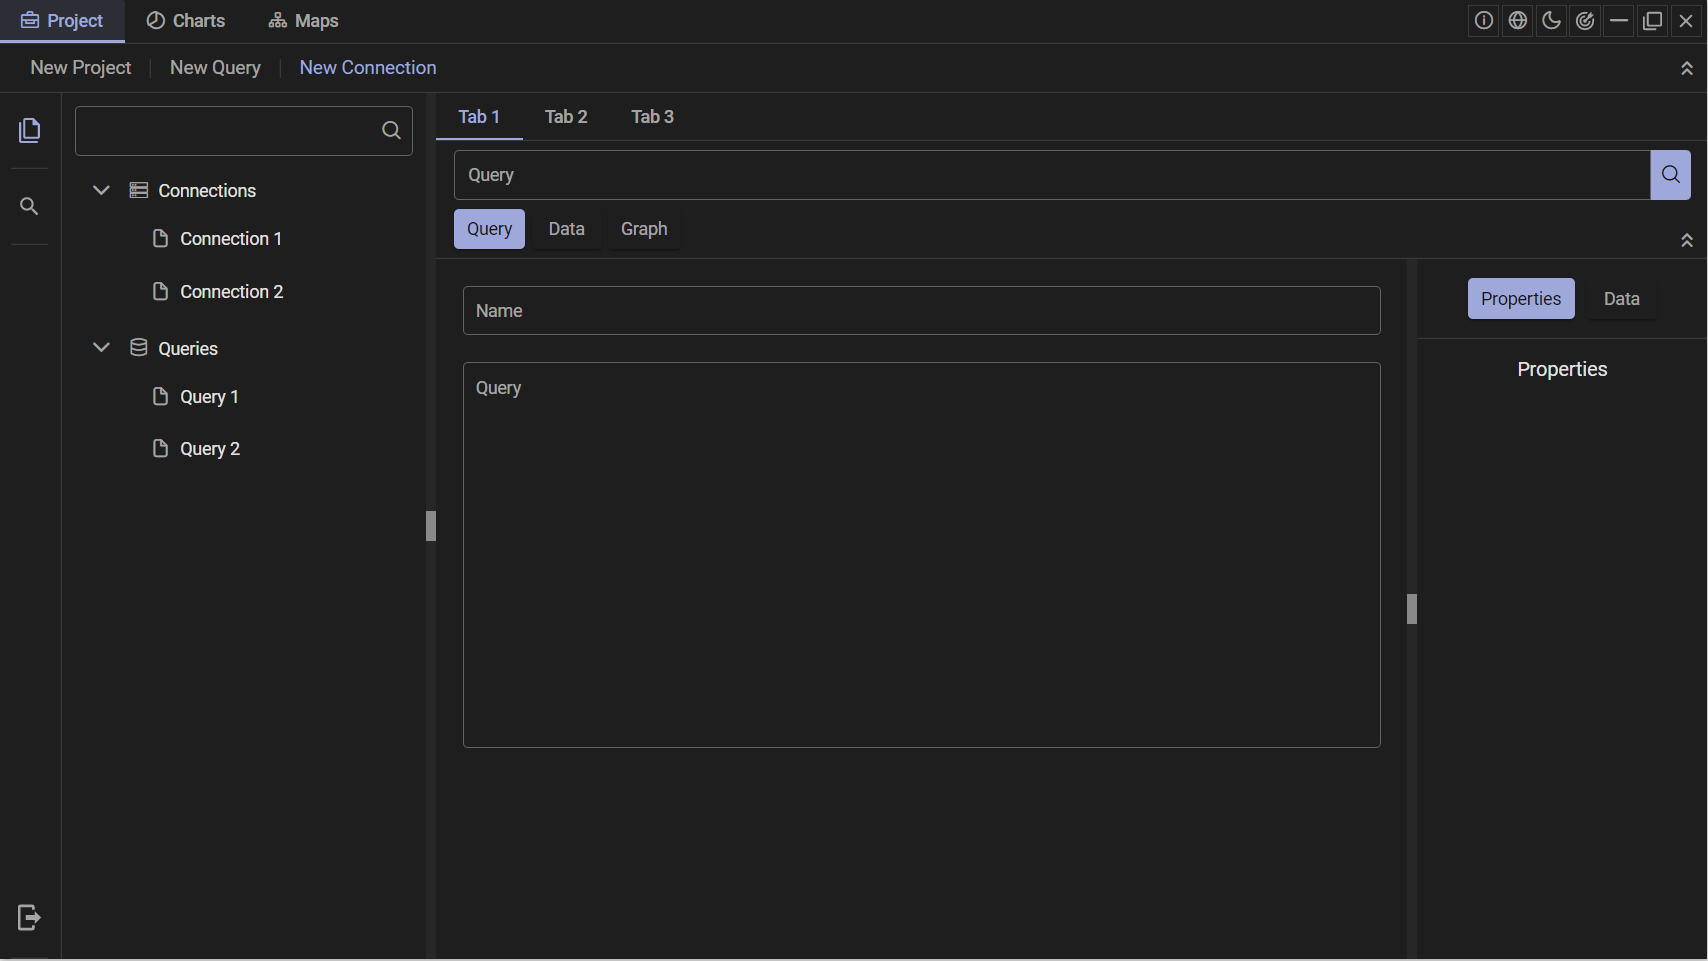 Project Charts Maps
New Project New Query New Connection
Tab 1 Tab 2 Tab 3
Query
Connections
Connection 1
Connection 2
Queries
Query 1
Query 2
Query Data Graph
Name
Query
Properties Data
Properties